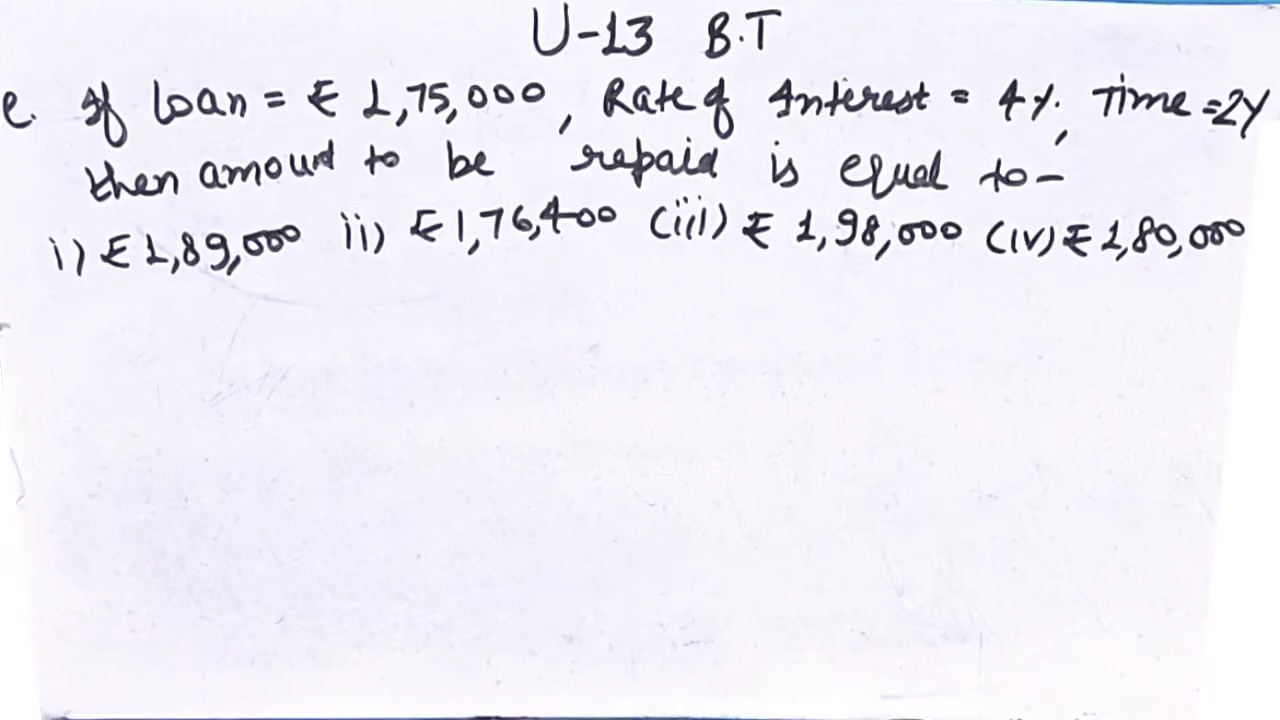 U-13 B.T
e. If loan = ₹ 1,75,000, Rate of Interest = 4%, Time = 2Y
then amount to be repaid is equal to -
i) ₹ 1,89,000 ii) ₹ 1,76,400 (iii) ₹ 1,98,000 (iv) ₹ 1,80,000